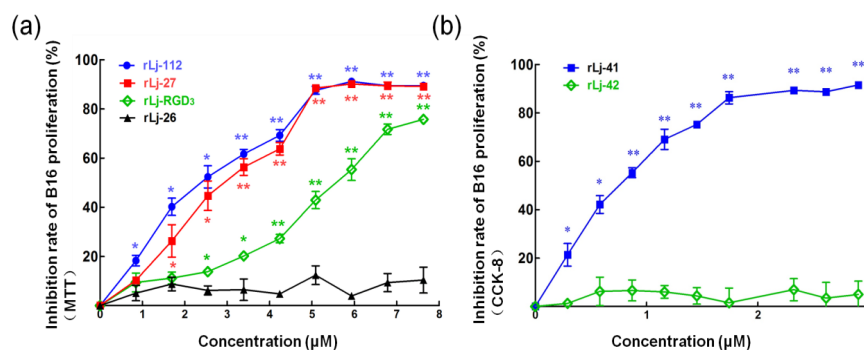 (a)
Inhibition rate of B16 proliferation (%)
(MTT)
100
80
60
40
20
0
1
2
3
4
5
6
7
8
Concentration (µM)
rLj-112
rLj-27
rLj-RGD3
rLj-26
* * * ** ** ** ** ** **
* * ** ** ** ** ** **
* * ** ** ** ** **
(b)
Inhibition rate of B16 proliferation (%)
(CCK-8)
100
80
60
40
20
0
1
2
Concentration (µM)
rLj-41
rLj-42
* * ** ** ** ** ** ** **